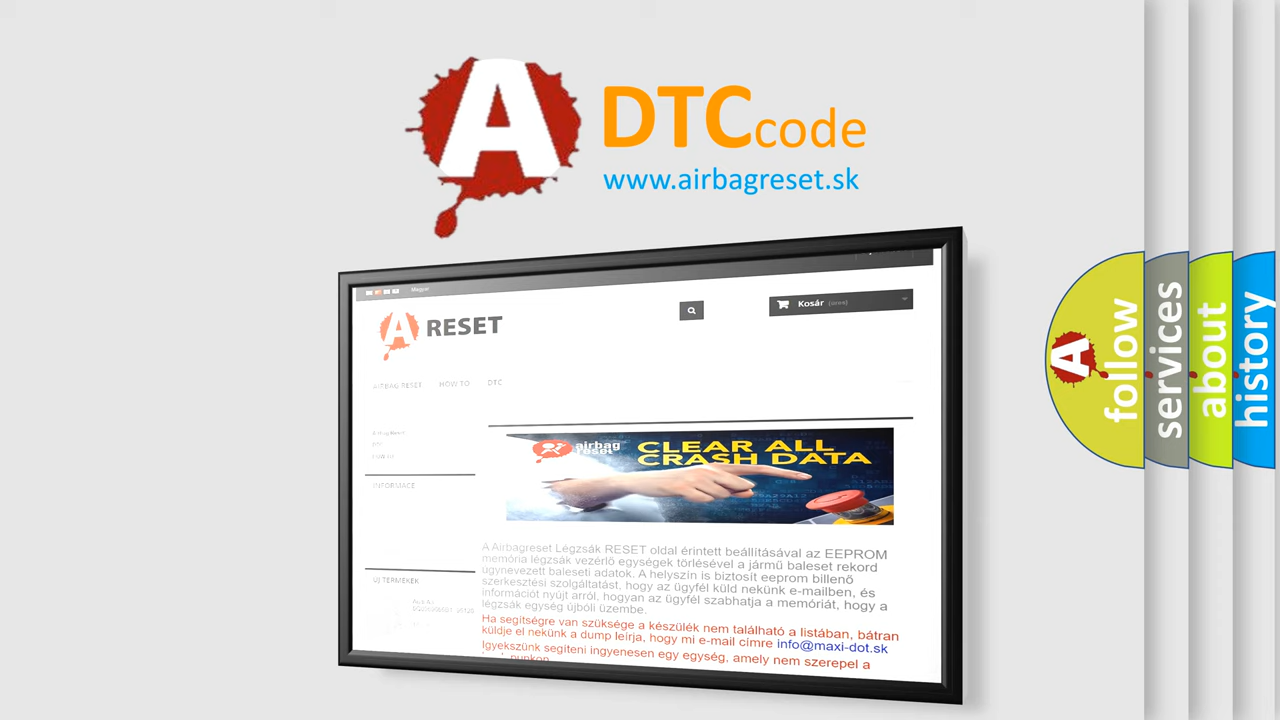 A
DTC code
www.airbagreset.sk
Magyar
A RESET
Kosár (üres)
AIRBAG RESET HOW TO DTC
INFORMACE
ÚJ TERMÉKEK
airbag
reset
CLEAR ALL
CRASH DATA
A Airbagreset Légzsák RESET oldal érintett beállításával az EEPROM
memória légzsák vezérlő egységek törlésével a jármű baleset rekord
úgynevezett baleseti adatok. A helyszín is biztosít eeprom billenő
szerkesztési szolgáltatást, hogy az ügyfél küld nekünk e-mailben, és
információt nyújt arról, hogyan az ügyfél szabhatja a memóriát, hogy a
légzsák egység újbóli üzembe.
Ha segítségre van szüksége a készülék nem található a listában, bátran
küldje el nekünk a dump leírja, hogy mi e-mail címre info@maxi-dot.sk
Igyekszünk segíteni ingyenesen egy egység, amely nem szerepel a
A follow
services
about
history